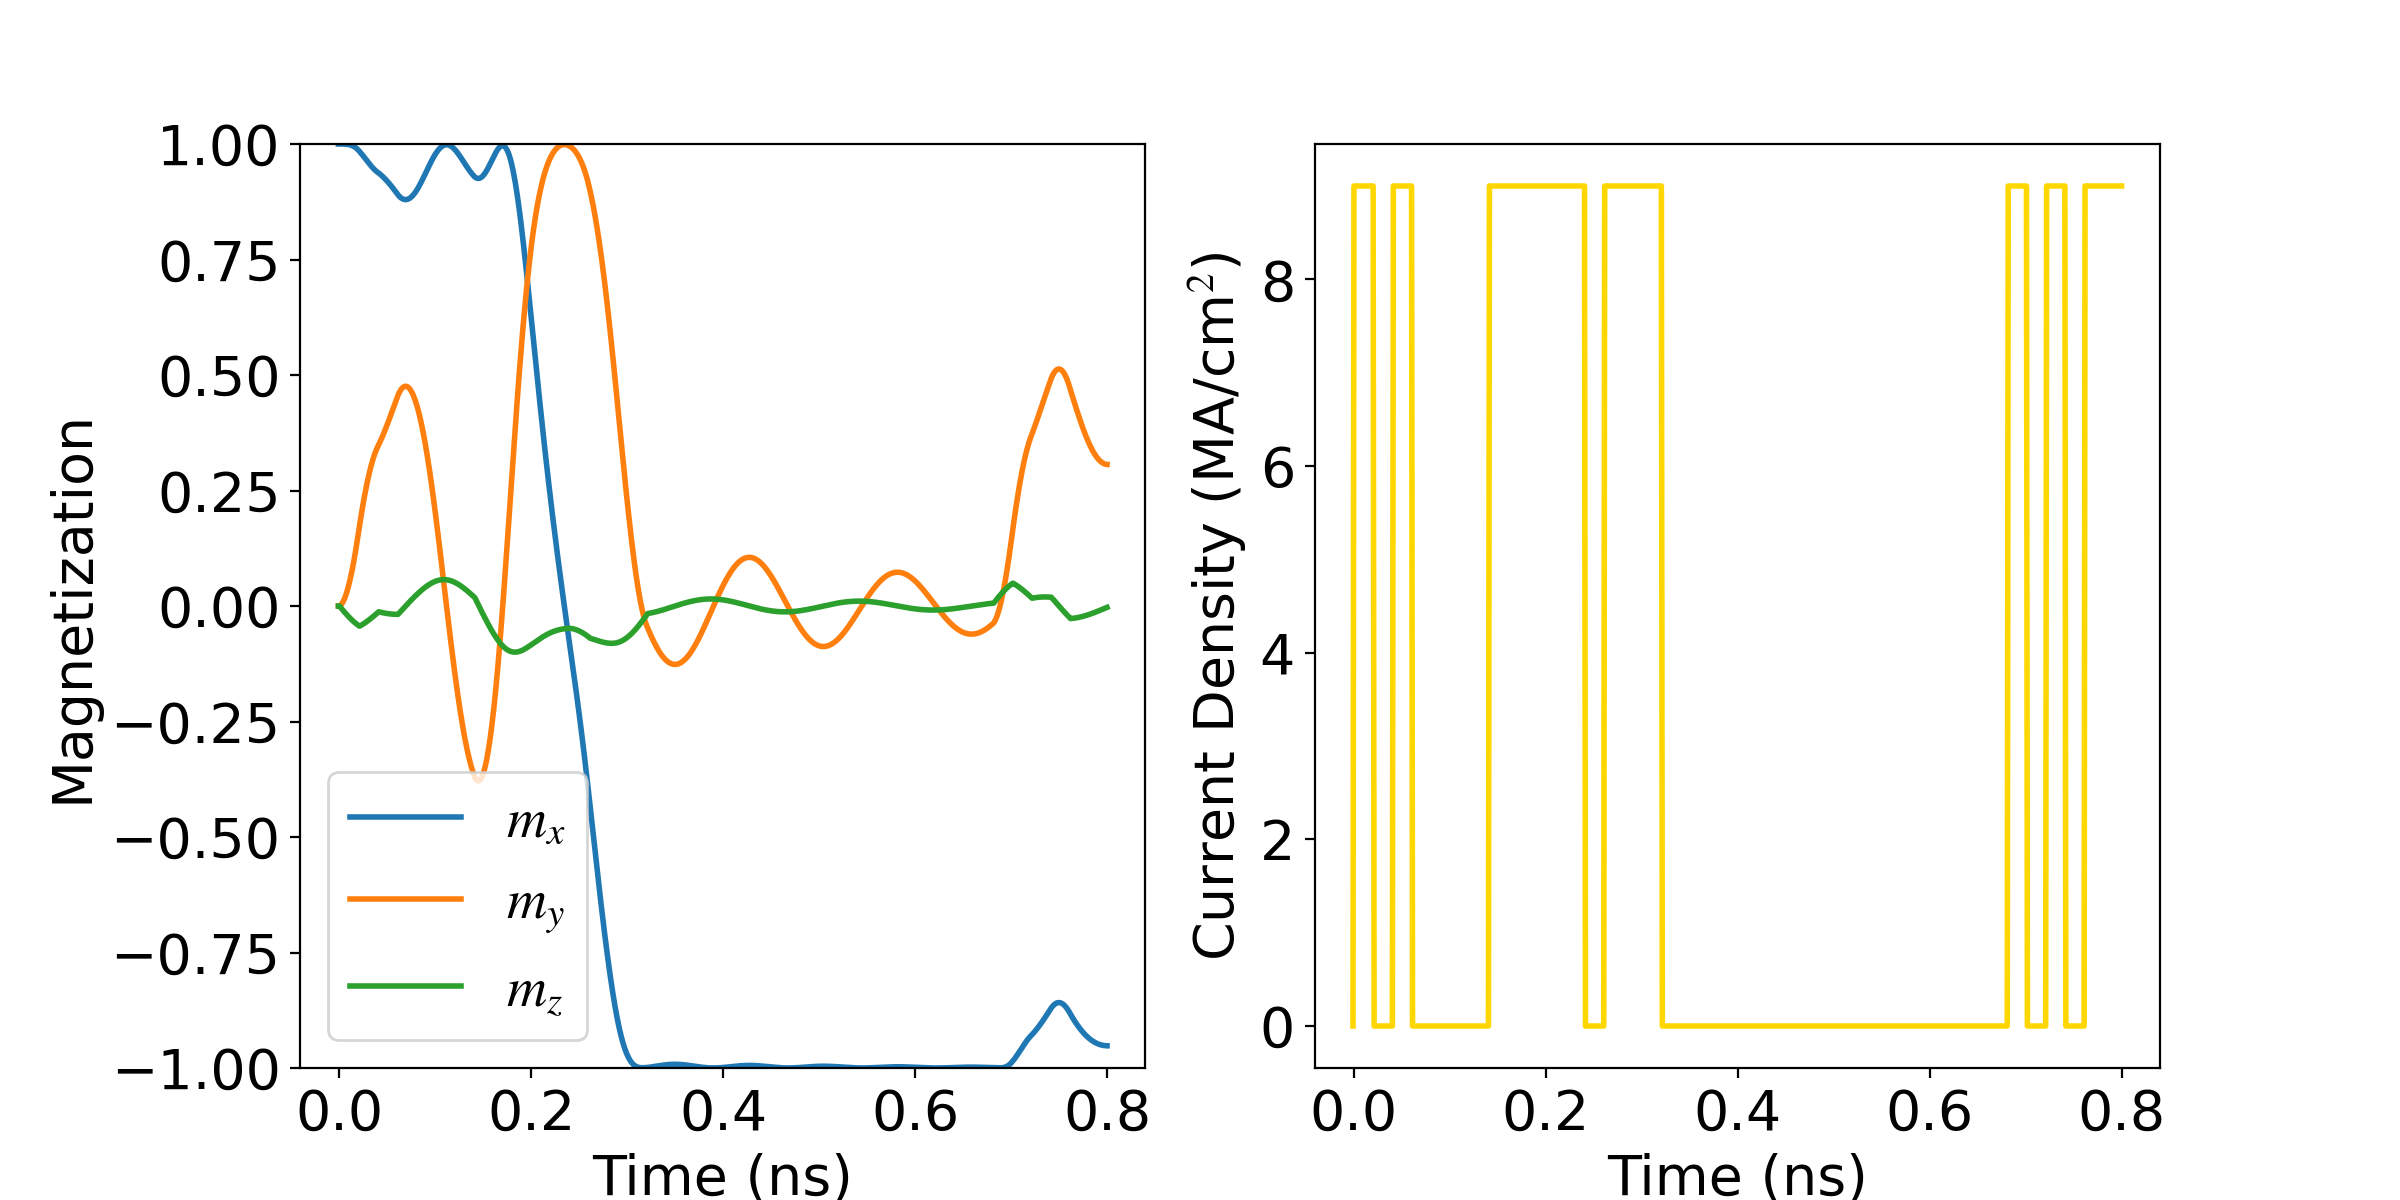 1.00
0.75
0.50
0.25
0.00
−0.25
−0.50
−0.75
−1.00
Magnetization
m_x
m_y
m_z
0.0 0.2 0.4 0.6 0.8
Time (ns)
8
6
4
2
0
Current Density (MA/cm²)
0.0 0.2 0.4 0.6 0.8
Time (ns)